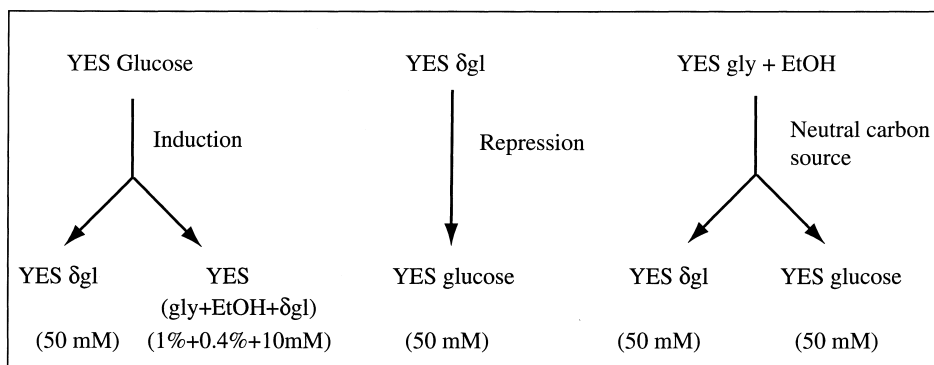 YES Glucose
YES δgl
YES gly + EtOH
Induction
Repression
Neutral carbon
source
YES δgl
YES
YES glucose
YES δgl
YES glucose
(gly+EtOH+δgl)
(50 mM)
(1%+0.4%+10mM)
(50 mM)
(50 mM)
(50 mM)